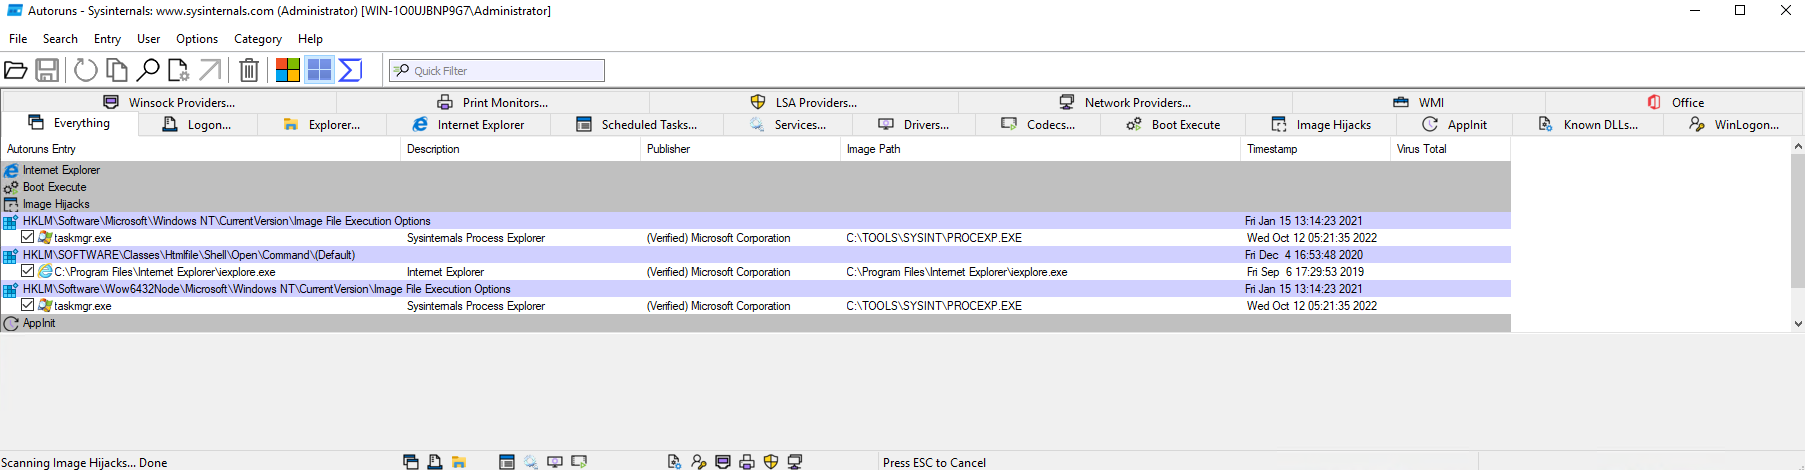 Autoruns - Sysinternals: www.sysinternals.com (Administrator) [WIN-1O0UJBNP9G7\Administrator]
File Search Entry User Options Category Help
Quick Filter
Winsock Providers... Print Monitors... LSA Providers... Network Providers... WMI Office
Everything Logon... Explorer... Internet Explorer Scheduled Tasks... Services... Drivers... Codecs... Boot Execute Image Hijacks AppInit Known DLLs... WinLogon...
Autoruns Entry Description Publisher Image Path Timestamp Virus Total
Internet Explorer
Boot Execute
Image Hijacks
HKLM\Software\Microsoft\Windows NT\CurrentVersion\Image File Execution Options Fri Jan 15 13:14:23 2021
taskmgr.exe Sysinternals Process Explorer (Verified) Microsoft Corporation C:\TOOLS\SYSINT\PROCEXP.EXE Wed Oct 12 05:21:35 2022
HKLM\SOFTWARE\Classes\Htmlfile\Shell\Open\Command\(Default) Fri Dec 4 16:53:48 2020
C:\Program Files\Internet Explorer\iexplore.exe Internet Explorer (Verified) Microsoft Corporation C:\Program Files\Internet Explorer\iexplore.exe Fri Sep 6 17:29:53 2019
HKLM\Software\Wow6432Node\Microsoft\Windows NT\CurrentVersion\Image File Execution Options Fri Jan 15 13:14:23 2021
taskmgr.exe Sysinternals Process Explorer (Verified) Microsoft Corporation C:\TOOLS\SYSINT\PROCEXP.EXE Wed Oct 12 05:21:35 2022
AppInit
Scanning Image Hijacks... Done Press ESC to Cancel